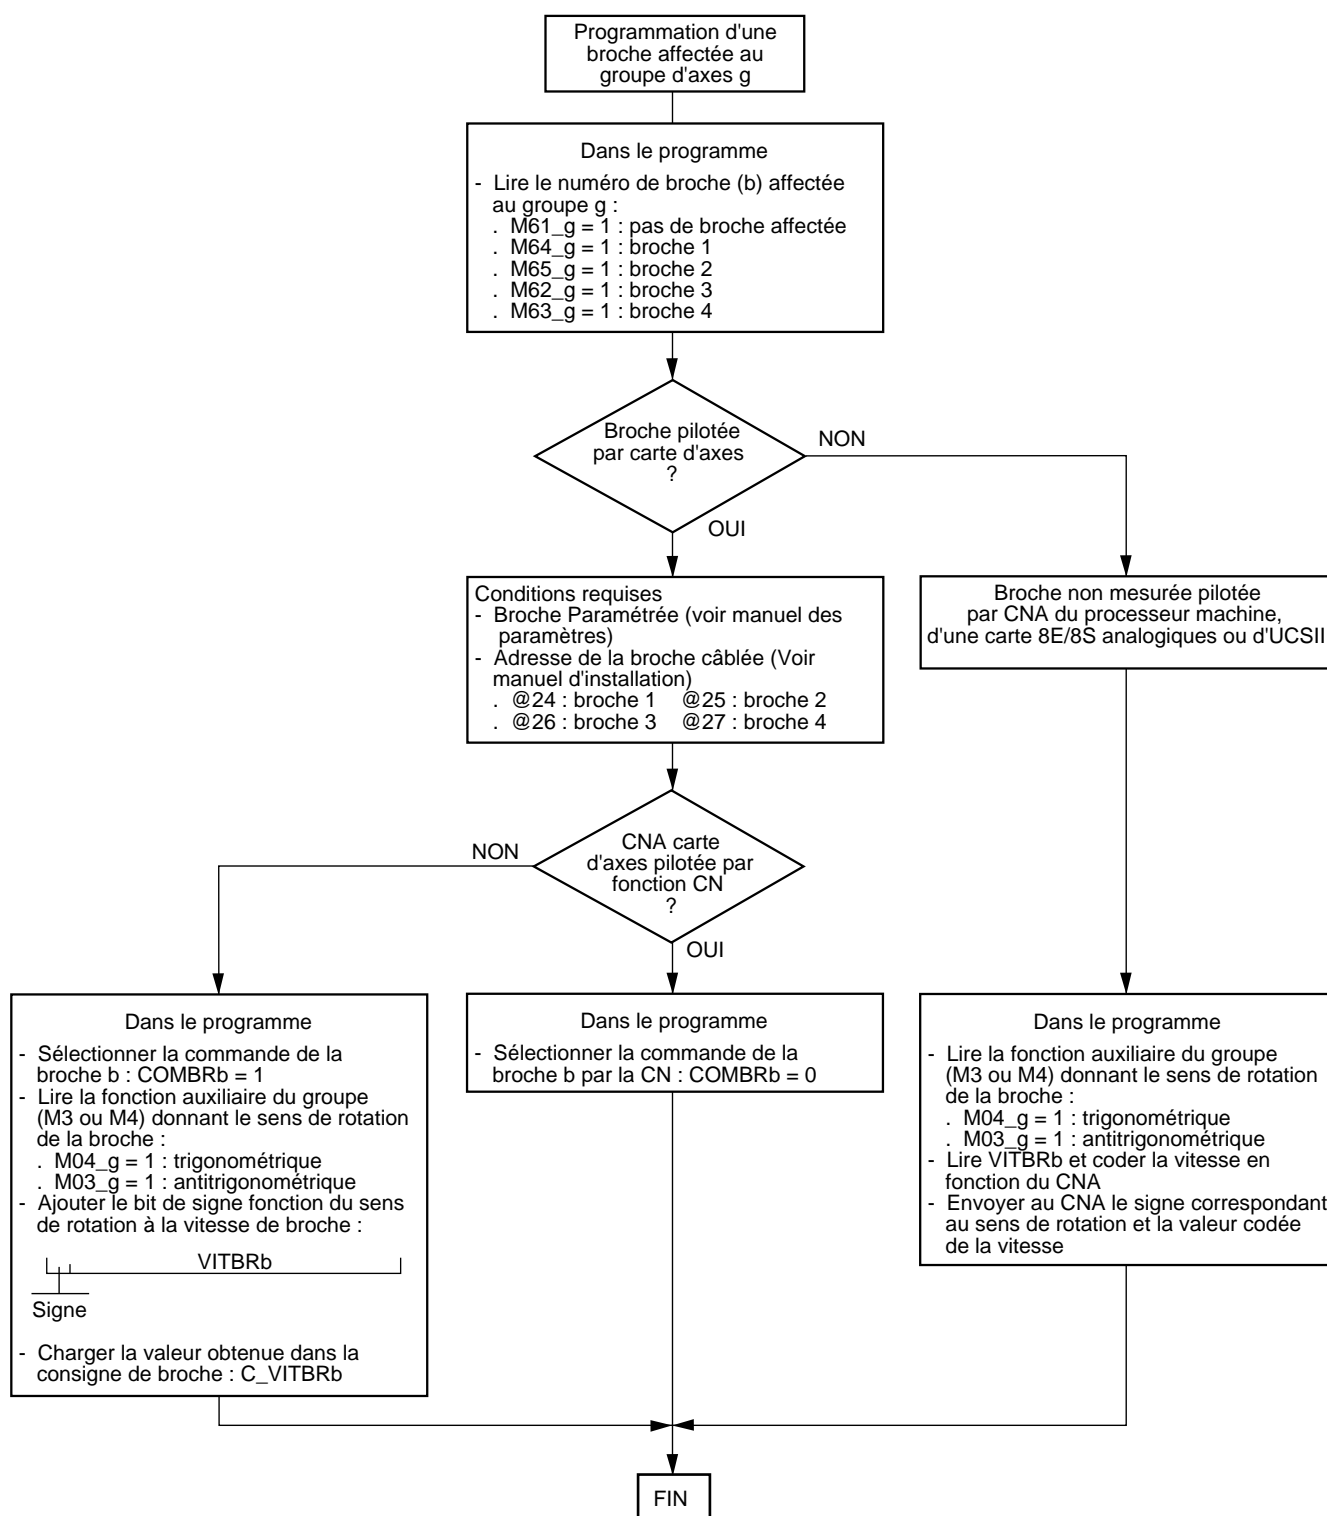 Programmation d'une
broche affectée au
groupe d'axes g
Dans le programme
- Lire le numéro de broche (b) affectée
au groupe g :
. M61_g = 1 : pas de broche affectée
. M64_g = 1 : broche 1
. M65_g = 1 : broche 2
. M62_g = 1 : broche 3
. M63_g = 1 : broche 4
Broche pilotée
par carte d'axes
?
NON
OUI
Conditions requises
- Broche Paramétrée (voir manuel des
paramètres)
- Adresse de la broche câblée (Voir
manuel d'installation)
. @24 : broche 1 @25 : broche 2
. @26 : broche 3 @27 : broche 4
Broche non mesurée pilotée
par CNA du processeur machine,
d'une carte 8E/8S analogiques ou d'UCSII
CNA carte
d'axes pilotée par
fonction CN
?
NON
OUI
Dans le programme
- Sélectionner la commande de la
broche b : COMBRb = 1
- Lire la fonction auxiliaire du groupe
(M3 ou M4) donnant le sens de rotation
de la broche :
. M04_g = 1 : trigonométrique
. M03_g = 1 : antitrigonométrique
- Ajouter le bit de signe fonction du sens
de rotation à la vitesse de broche :
VITBRb
Signe
- Charger la valeur obtenue dans la
consigne de broche : C_VITBRb
Dans le programme
- Sélectionner la commande de la
broche b par la CN : COMBRb = 0
Dans le programme
- Lire la fonction auxiliaire du groupe
(M3 ou M4) donnant le sens de rotation
de la broche :
. M04_g = 1 : trigonométrique
. M03_g = 1 : antitrigonométrique
- Lire VITBRb et coder la vitesse en
fonction du CNA
- Envoyer au CNA le signe correspondant
au sens de rotation et la valeur codée
de la vitesse
FIN